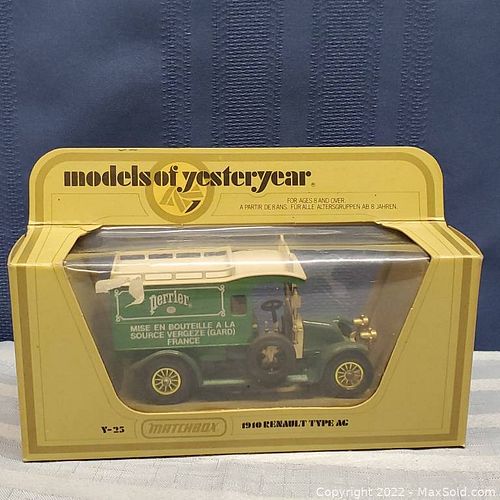 models of yesteryear
FOR AGES 8 AND OVER.
A PARTIR DE 8 ANS. FÜR ALLE ALTERSGRUPPEN AB 8 JAHREN.
Perrier
MISE EN BOUTEILLE A LA
SOURCE VERGEZE (GARD)
FRANCE
Y-25
MATCHBOX
1910 RENAULT TYPE AG
Copyright 2022 - MaxSold.com